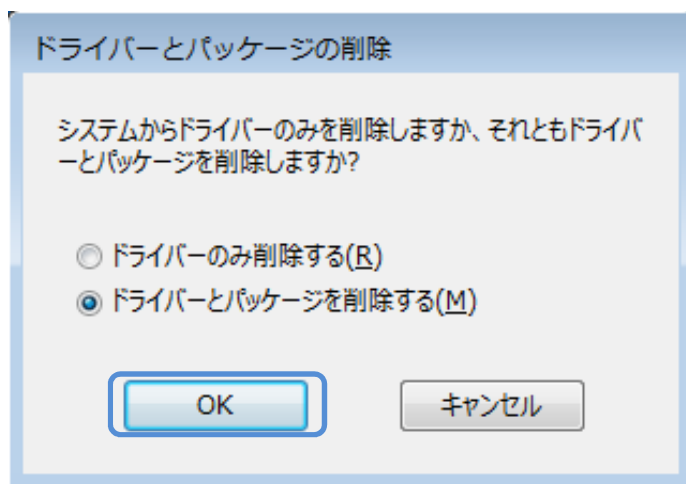 ドライバーとパッケージの削除
システムからドライバーのみを削除しますか、それともドライバ
ーとパッケージを削除しますか?
ドライバーのみ削除する(R)
ドライバーとパッケージを削除する(M)
OK キャンセル